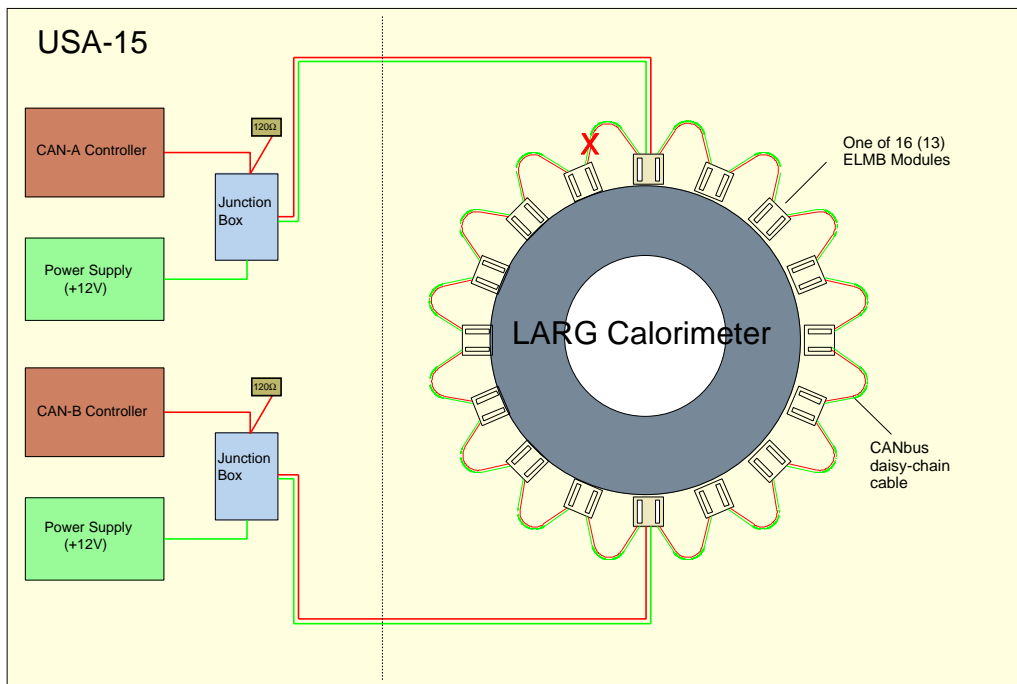 USA-15
CAN-A Controller
120Ω
Junction
Box
Power Supply
(+12V)
CAN-B Controller
120Ω
Junction
Box
Power Supply
(+12V)
X
One of 16 (13)
ELMB Modules
LARG Calorimeter
CANbus
daisy-chain
cable